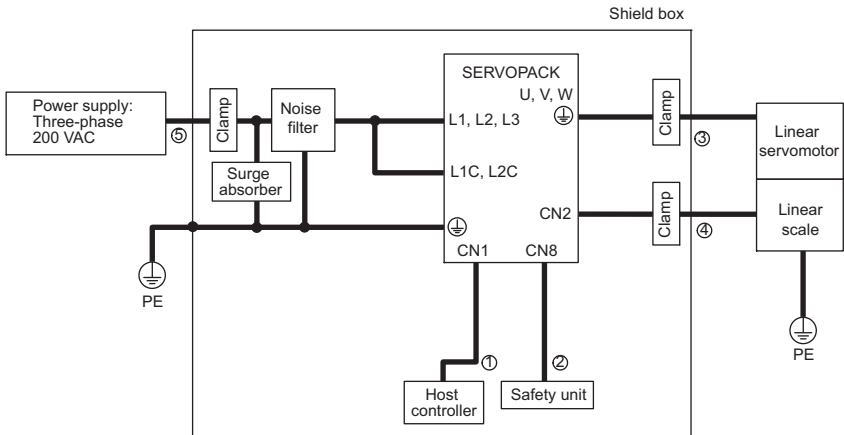 Shield box
Power supply:
Three-phase
200 VAC
⑤
Clamp
Noise
filter
Surge
absorber
SERVOPACK
U, V, W
L1, L2, L3
L1C, L2C
CN2
CN1
CN8
Clamp
③
Linear
servomotor
Clamp
④
Linear
scale
PE
PE
①
②
Host
controller
Safety unit